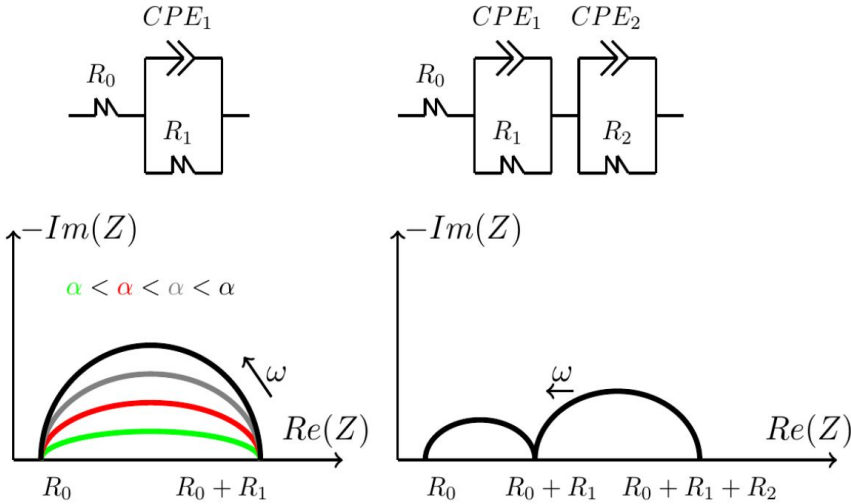 CPE₁
R₀
R₁
CPE₁ CPE₂
R₀
R₁ R₂
−Im(Z)
α < α < α < α
ω
Re(Z)
R₀ R₀ + R₁
−Im(Z)
ω
Re(Z)
R₀ R₀ + R₁ R₀ + R₁ + R₂